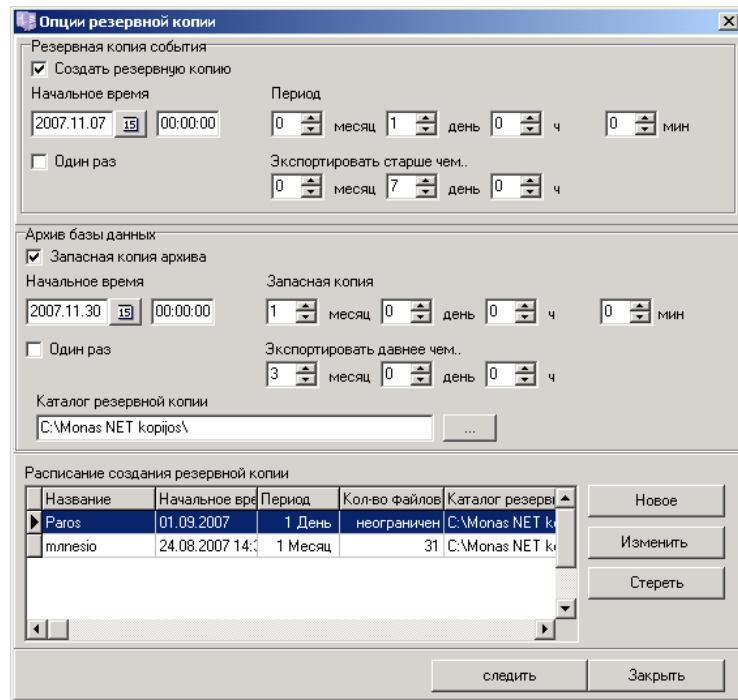 Опции резервной копии
Резервная копия события
Создать резервную копию
Начальное время Период
2007.11.07 15 00:00:00 0 месяц 1 день 0 ч 0 мин
Один раз Экспортировать старше чем..
0 месяц 7 день 0 ч
Архив базы данных
Запасная копия архива
Начальное время Запасная копия
2007.11.30 15 00:00:00 1 месяц 0 день 0 ч 0 мин
Один раз Экспортировать давнее чем..
3 месяц 0 день 0 ч
Каталог резервной копии
C:\Monas NET kopijos\ ...
Расписание создания резервной копии
Название Начальное вре Период Кол-во файлов Каталог резерв Новое
Paros 01.09.2007 1 День неограничен C:\Monas NET k
млnesio 24.08.2007 14: 1 Месяц 31 C:\Monas NET k Изменить
Стереть
следить Закрыть